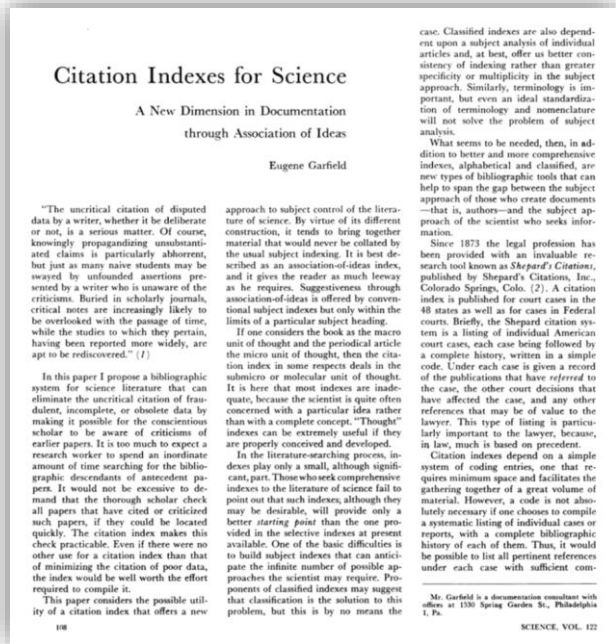 Citation Indexes for Science
A New Dimension in Documentation
through Association of Ideas
Eugene Garfield
"The uncritical citation of disputed
data by a writer, whether it be deliberate
or not, is a serious matter. Of course,
knowingly propagandizing unsubstanti-
ated claims is particularly abhorrent,
but just as many naive students may be
swayed by unfounded assertions pre-
sented by a writer who is unaware of the
criticisms. Buried in scholarly journals,
critical notes are increasingly likely to
be overlooked with the passage of time,
while the studies to which they pertain,
having been reported more widely, are
apt to be rediscovered." (1)
In this paper I propose a bibliographic
system for science literature that can
eliminate the uncritical citation of frau-
dulent, incomplete, or obsolete data by
making it possible for the conscientious
scholar to be aware of criticisms of
earlier papers. It is too much to expect a
research worker to spend an inordinate
amount of time searching for the biblio-
graphic descendants of antecedent pa-
pers. It would not be excessive to de-
mand that the thorough scholar check
all papers that have cited or criticized
such papers, if they could be located
quickly. The citation index makes this
check practicable. Even if there were no
other use for a citation index than that
of minimizing the citation of poor data,
the index would be well worth the effort
required to compile it.
This paper considers the possible util-
ity of a citation index that offers a new
108
approach to subject control of the litera-
ture of science. By virtue of its different
construction, it tends to bring together
material that would never be collated by
the usual subject indexing. It is best de-
scribed as an association-of-ideas index,
and it gives the reader as much leeway
as he requires. Suggestiveness through
association-of-ideas is offered by conven-
tional subject indexes but only within the
limits of a particular subject heading.
If one considers the book as the macro
unit of thought and the periodical article
the micro unit of thought, then the cita-
tion index in some respects deals in the
submicro or molecular unit of thought.
It is here that most indexes are inade-
quate, because the scientist is quite often
concerned with a particular idea rather
than with a complete concept. "Thought"
indexes can be extremely useful if they
are properly conceived and developed.
In the literature-searching process, in-
dexes play only a small, although signifi-
cant, part. Those who seek comprehensive
indexes to the literature of science fail to
point out that such indexes, although they
may be desirable, will provide only a
better starting point than the one pro-
vided in the selective indexes at present
available. One of the basic difficulties is
to build subject indexes that can antici-
pate the infinite number of possible ap-
proaches the scientist may require. Pro-
ponents of classified indexes may suggest
that classification is the solution to this
problem, but this is by no means the
case. Classified indexes are also depend-
ent upon a subject analysis of individual
articles and, at best, offer us better con-
sistency of indexing rather than greater
specificity or multiplicity in the subject
approach. Similarly, terminology is im-
portant, but even an ideal standardiza-
tion of terminology and nomenclature
will not solve the problem of subject
analysis.
What seems to be needed, then, in ad-
dition to better and more comprehensive
indexes, alphabetical and classified, are
new types of bibliographic tools that can
help to span the gap between the subject
approach of those who create documents
—that is, authors—and the subject ap-
proach of the scientist who seeks infor-
mation.
Since 1873 the legal profession has
been provided with an invaluable re-
search tool known as Shepard's Citations,
published by Shepard's Citations, Inc.,
Colorado Springs, Colo. (2). A citation
index is published for court cases in the
48 states as well as for cases in Federal
courts. Briefly, the Shepard citation sys-
tem is a listing of individual American
court cases, each case being followed by
a complete history, written in a simple
code. Under each case is given a record
of the publications that have referred to
the case, the other court decisions that
have affected the case, and any other
references that may be of value to the
lawyer. This type of listing is particu-
larly important to the lawyer, because,
in law, much is based on precedent.
Citation indexes depend on a simple
system of coding entries, one that re-
quires minimum space and facilitates the
gathering together of a great volume of
material. However, a code is not abso-
lutely necessary if one chooses to compile
a systematic listing of individual cases or
reports, with a complete bibliographic
history of each of them. Thus, it would
be possible to list all pertinent references
under each case with sufficient com-
Mr. Garfield is a documentation consultant with
offices at 1530 Spring Garden St., Philadelphia
1, Pa.
SCIENCE, VOL. 122